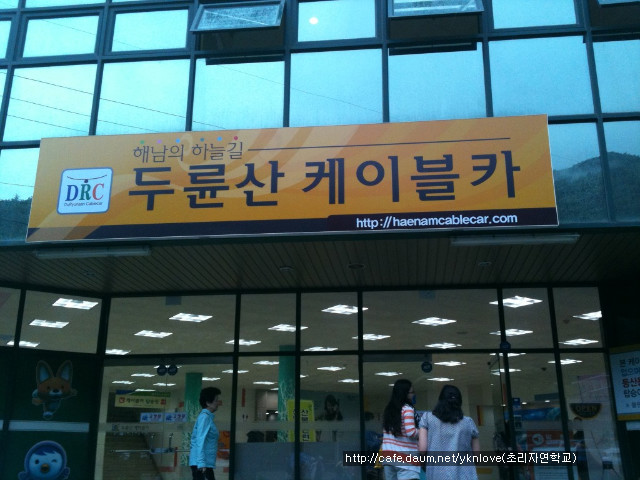 해남의 하늘길
DRC
두륜산 케이블카
http://haenamcablecar.com
http://cafe.daum.net/yknlove(초리자연학교)